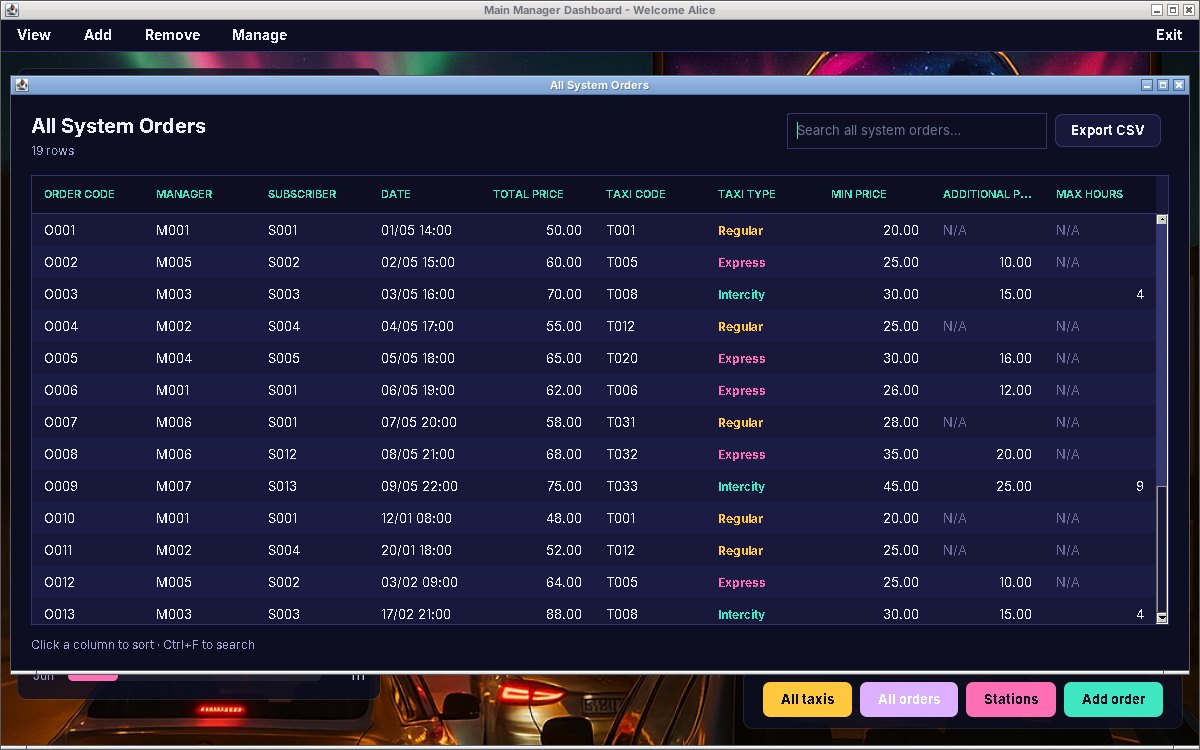 Main Manager Dashboard - Welcome Alice
View Add Remove Manage Exit
All System Orders
All System Orders
19 rows
Search all system orders...
Export CSV
ORDER CODE MANAGER SUBSCRIBER DATE TOTAL PRICE TAXI CODE TAXI TYPE MIN PRICE ADDITIONAL P... MAX HOURS
O001 M001 S001 01/05 14:00 50.00 T001 Regular 20.00 N/A N/A
O002 M005 S002 02/05 15:00 60.00 T005 Express 25.00 10.00 N/A
O003 M003 S003 03/05 16:00 70.00 T008 Intercity 30.00 15.00 4
O004 M002 S004 04/05 17:00 55.00 T012 Regular 25.00 N/A N/A
O005 M004 S005 05/05 18:00 65.00 T020 Express 30.00 16.00 N/A
O006 M001 S001 06/05 19:00 62.00 T006 Express 26.00 12.00 N/A
O007 M006 S001 07/05 20:00 58.00 T031 Regular 28.00 N/A N/A
O008 M006 S012 08/05 21:00 68.00 T032 Express 35.00 20.00 N/A
O009 M007 S013 09/05 22:00 75.00 T033 Intercity 45.00 25.00 9
O010 M001 S001 12/01 08:00 48.00 T001 Regular 20.00 N/A N/A
O011 M002 S004 20/01 18:00 52.00 T012 Regular 25.00 N/A N/A
O012 M005 S002 03/02 09:00 64.00 T005 Express 25.00 10.00 N/A
O013 M003 S003 17/02 21:00 88.00 T008 Intercity 30.00 15.00 4
Click a column to sort · Ctrl+F to search
Jun
All taxis All orders Stations Add order